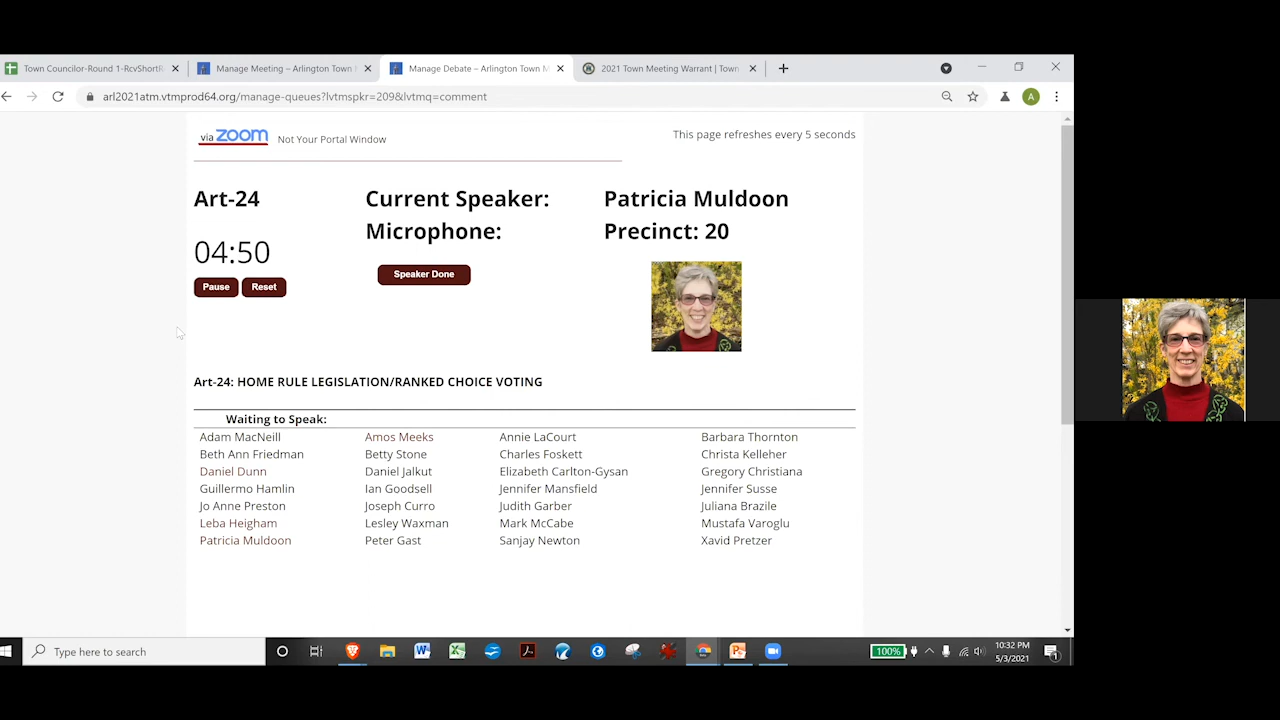 Town Councilor-Round 1-RcvShortR
Manage Meeting – Arlington Town
Manage Debate – Arlington Town M
2021 Town Meeting Warrant | Town
arl2021atm.vtmprod64.org/manage-queues?lvtmspkr=209&lvtmq=comment
A
via zoom Not Your Portal Window
This page refreshes every 5 seconds
Art-24 Current Speaker: Patricia Muldoon
Microphone: Precinct: 20
04:50
Pause Reset Speaker Done
Art-24: HOME RULE LEGISLATION/RANKED CHOICE VOTING
Waiting to Speak:
Adam MacNeill Amos Meeks Annie LaCourt Barbara Thornton
Beth Ann Friedman Betty Stone Charles Foskett Christa Kelleher
Daniel Dunn Daniel Jalkut Elizabeth Carlton-Gysan Gregory Christiana
Guillermo Hamlin Ian Goodsell Jennifer Mansfield Jennifer Susse
Jo Anne Preston Joseph Curro Judith Garber Juliana Brazile
Leba Heigham Lesley Waxman Mark McCabe Mustafa Varoglu
Patricia Muldoon Peter Gast Sanjay Newton Xavid Pretzer
Type here to search
100%
10:32 PM
5/3/2021
1